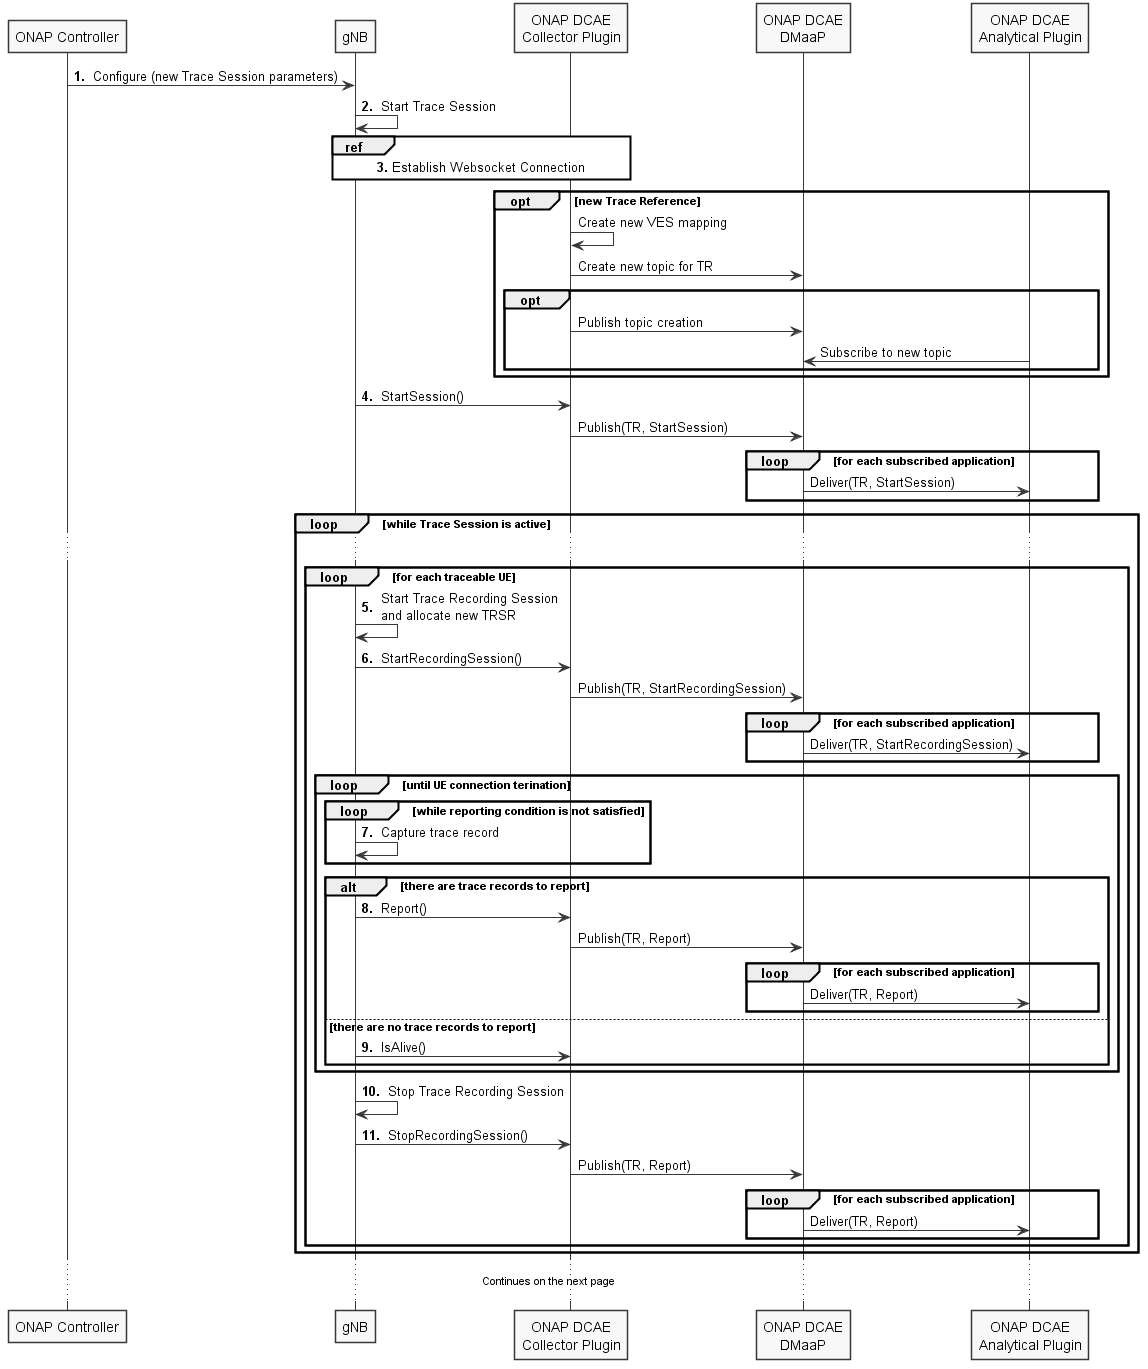 ONAP Controller
gNB
ONAP DCAE
Collector Plugin
ONAP DCAE
DMaaP
ONAP DCAE
Analytical Plugin
1. Configure (new Trace Session parameters)
2. Start Trace Session
ref
3. Establish Websocket Connection
opt [new Trace Reference]
Create new VES mapping
Create new topic for TR
opt
Publish topic creation
Subscribe to new topic
4. StartSession()
Publish(TR, StartSession)
loop [for each subscribed application]
Deliver(TR, StartSession)
loop [while Trace Session is active]
loop [for each traceable UE]
5. Start Trace Recording Session
and allocate new TRSR
6. StartRecordingSession()
Publish(TR, StartRecordingSession)
loop [for each subscribed application]
Deliver(TR, StartRecordingSession)
loop [until UE connection terination]
loop [while reporting condition is not satisfied]
7. Capture trace record
alt [there are trace records to report]
8. Report()
Publish(TR, Report)
loop [for each subscribed application]
Deliver(TR, Report)
[there are no trace records to report]
9. IsAlive()
10. Stop Trace Recording Session
11. StopRecordingSession()
Publish(TR, Report)
loop [for each subscribed application]
Deliver(TR, Report)
Continues on the next page
ONAP Controller
gNB
ONAP DCAE
Collector Plugin
ONAP DCAE
DMaaP
ONAP DCAE
Analytical Plugin